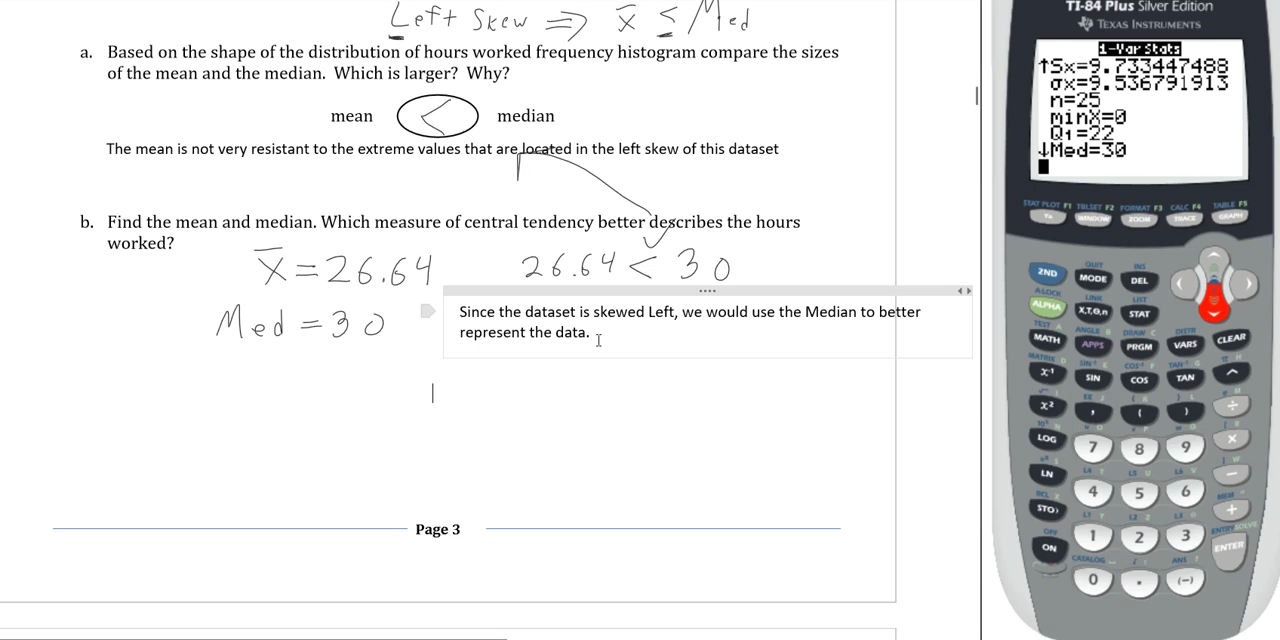 Left Skew ⇒ x̄ ≤ Med
a. Based on the shape of the distribution of hours worked frequency histogram compare the sizes
of the mean and the median. Which is larger? Why?
mean < median
The mean is not very resistant to the extreme values that are located in the left skew of this dataset
b. Find the mean and median. Which measure of central tendency better describes the hours
worked?
x̄ = 26.64 26.64 < 30
Med = 30
Since the dataset is skewed Left, we would use the Median to better
represent the data.
Page 3
TI-84 Plus Silver Edition
TEXAS INSTRUMENTS
1-Var Stats
↑Sx=9.733447488
σx=9.536791913
n=25
minX=0
Q1=22
↓Med=30
STAT PLOT F1 TBLSET F2 FORMAT F3 CALC F4 TABLE F5
Y= WINDOW ZOOM TRACE GRAPH
QUIT INS
2ND MODE DEL
A-LOCK LINK LIST
ALPHA X,T,θ,n STAT
TEST A ANGLE B DRAW C DISTR
MATH APPS PRGM VARS CLEAR
MATRIX D SIN⁻¹ E COS⁻¹ F TAN⁻¹ G π H
x⁻¹ SIN COS TAN ^
x² , ( ) ÷
LOG 7 8 9 ×
L4 T L5 U L6 V
LN 4 5 6 −
RCL X L1 Y L2 Z L3 θ MEM "
STO› 1 2 3 +
OFF CATALOG ANS ? ENTRY SOLVE
ON 0 . (−) ENTER